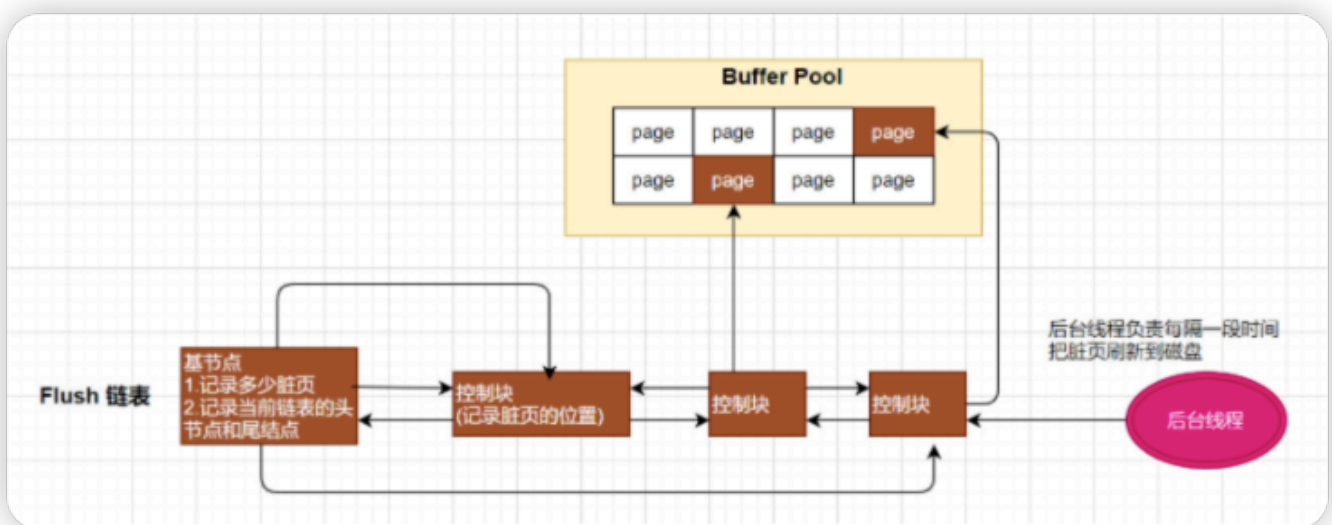 Buffer Pool
page page page page
page page page page
后台线程负责每隔一段时间
把脏页刷新到磁盘
Flush 链表
基节点
1.记录多少脏页
2.记录当前链表的头
节点和尾结点
控制块
(记录脏页的位置)
控制块
控制块
后台线程